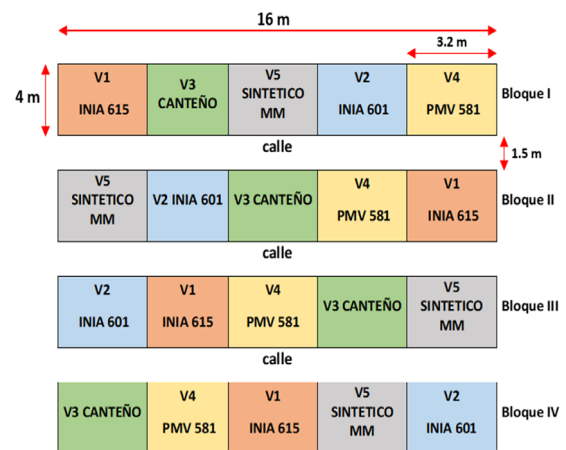 16 m
3.2 m
4 m
V1
INIA 615
V3
CANTEÑO
V5
SINTETICO
MM
V2
INIA 601
V4
PMV 581
Bloque I
calle
1.5 m
V5
SINTETICO
MM
V2 INIA 601
V3 CANTEÑO
V4
PMV 581
V1
INIA 615
Bloque II
calle
V2
INIA 601
V1
INIA 615
V4
PMV 581
V3 CANTEÑO
V5
SINTETICO
MM
Bloque III
calle
V3 CANTEÑO
V4
PMV 581
V1
INIA 615
V5
SINTETICO
MM
V2
INIA 601
Bloque IV